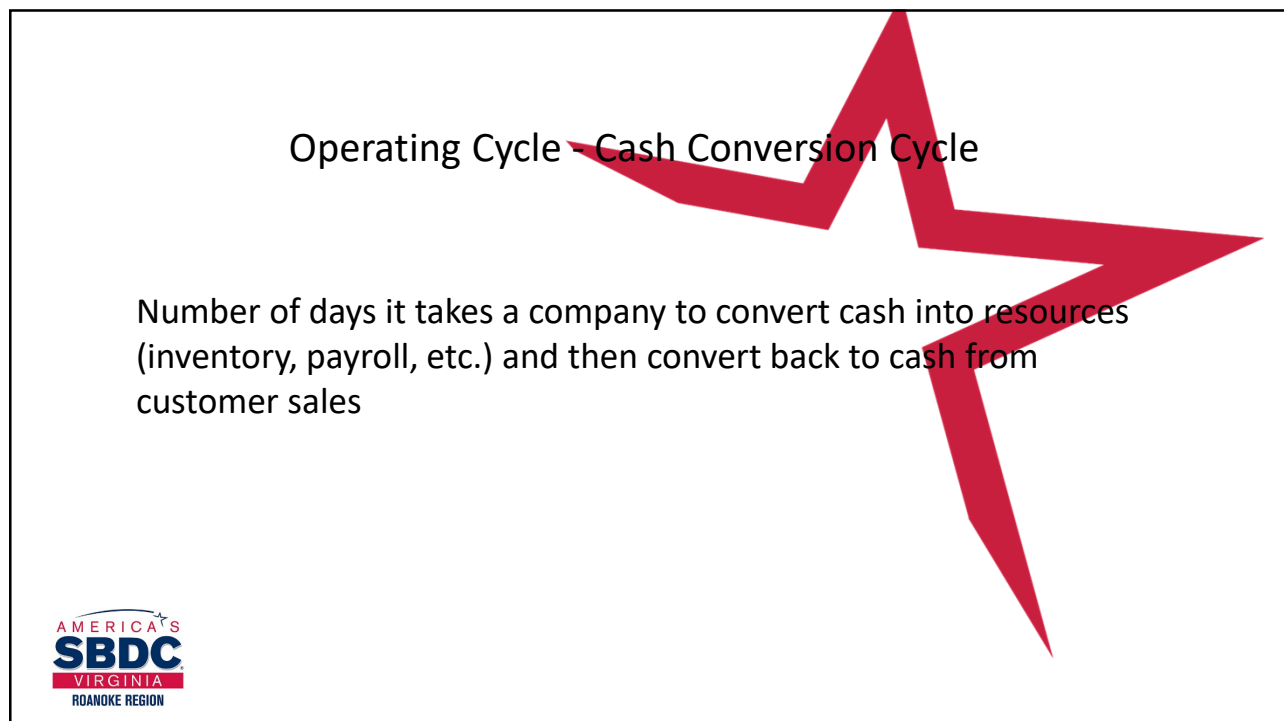 Operating Cycle - Cash Conversion Cycle
Number of days it takes a company to convert cash into resources
(inventory, payroll, etc.) and then convert back to cash from
customer sales
AMERICA'S
SBDC
VIRGINIA
ROANOKE REGION